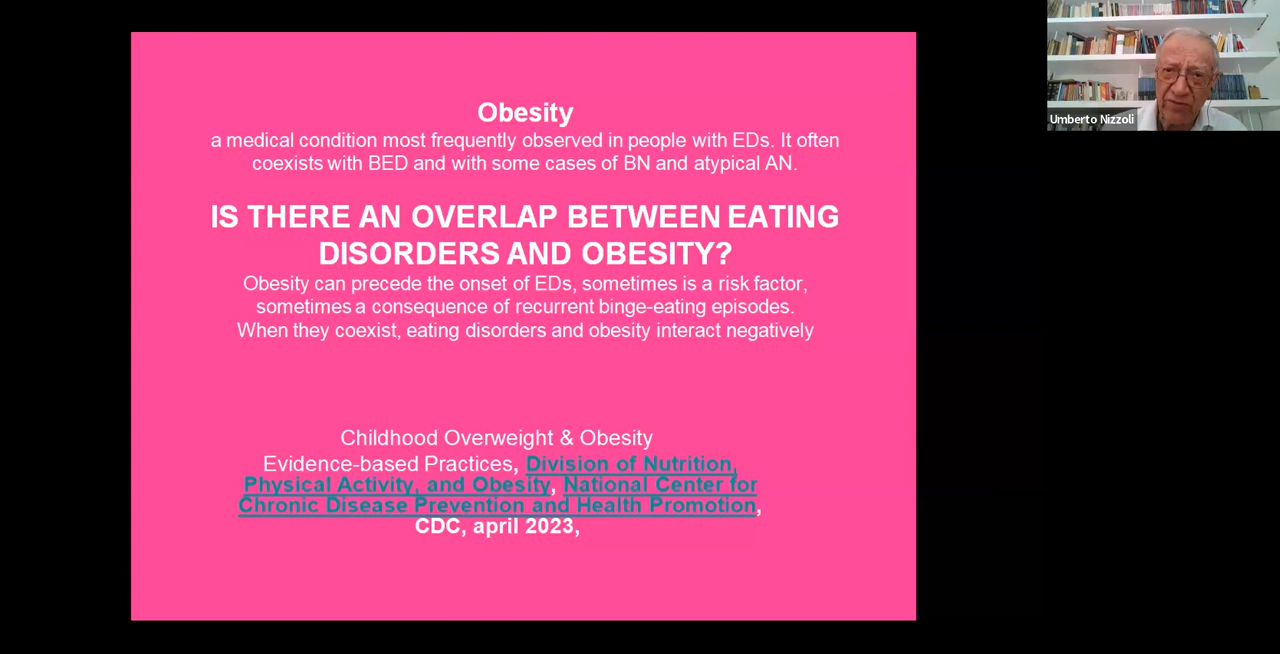 Obesity
a medical condition most frequently observed in people with EDs. It often
coexists with BED and with some cases of BN and atypical AN.
IS THERE AN OVERLAP BETWEEN EATING
DISORDERS AND OBESITY?
Obesity can precede the onset of EDs, sometimes is a risk factor,
sometimes a consequence of recurrent binge-eating episodes.
When they coexist, eating disorders and obesity interact negatively
Childhood Overweight & Obesity
Evidence-based Practices, Division of Nutrition,
Physical Activity, and Obesity, National Center for
Chronic Disease Prevention and Health Promotion,
CDC, april 2023,
Umberto Nizzoli